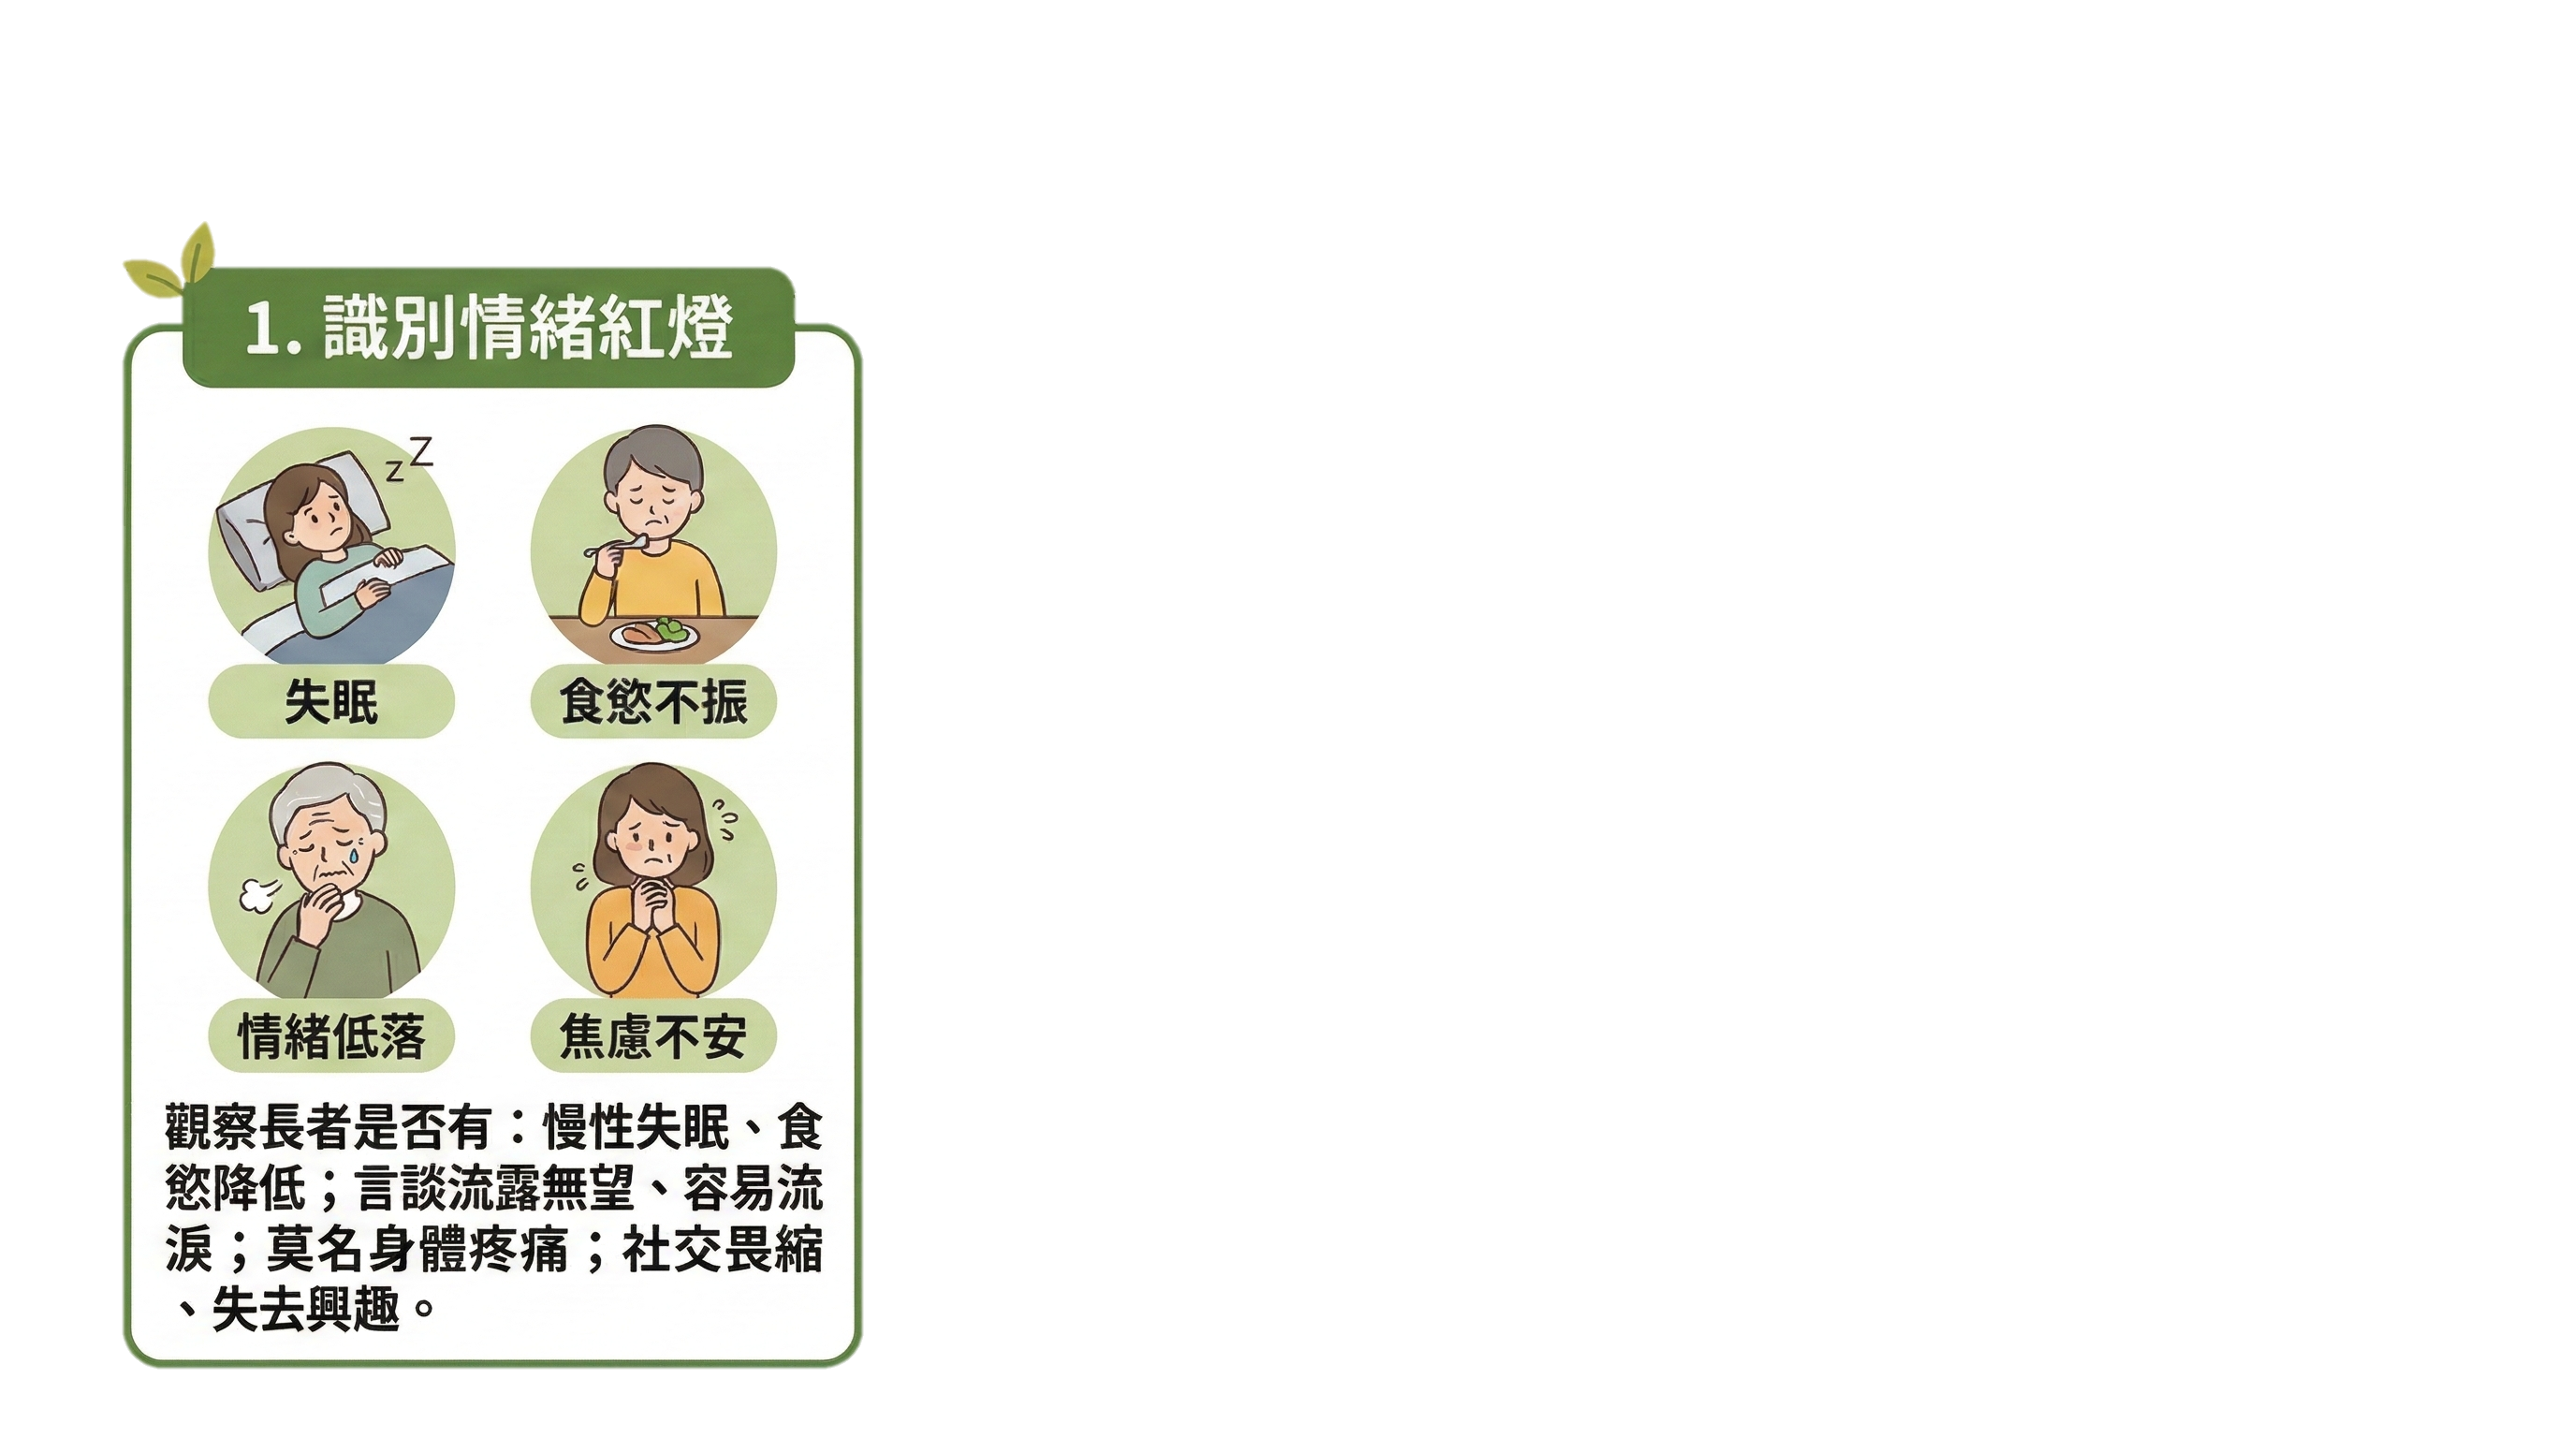 1. 識別情緒紅燈
zZ
失眠
食慾不振
情緒低落
焦慮不安
觀察長者是否有：慢性失眠、食
慾降低；言談流露無望、容易流
淚；莫名身體疼痛；社交畏縮
、失去興趣。